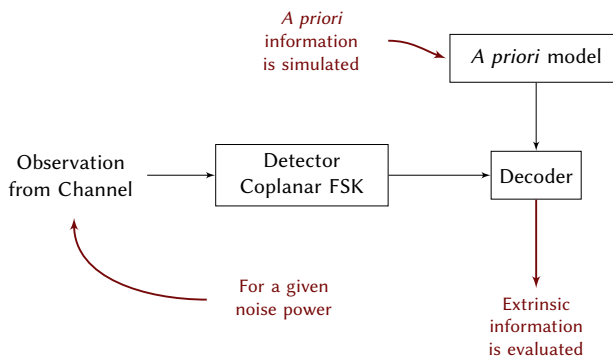 A priori
information
is simulated
A priori model
Observation
from Channel
Detector
Coplanar FSK
Decoder
For a given
noise power
Extrinsic
information
is evaluated